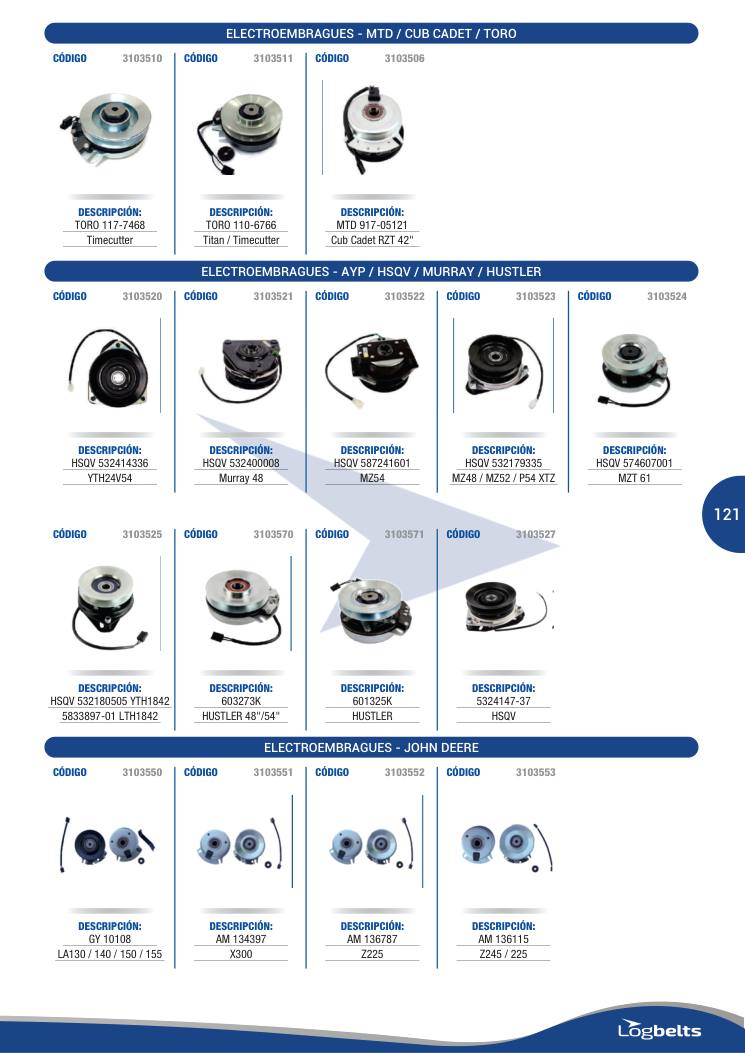 ELECTROEMBRAGUES - MTD / CUB CADET / TORO
CÓDIGO 3103510
DESCRIPCIÓN:
TORO 117-7468
Timecutter
CÓDIGO 3103511
DESCRIPCIÓN:
TORO 110-6766
Titan / Timecutter
CÓDIGO 3103506
DESCRIPCIÓN:
MTD 917-05121
Cub Cadet RZT 42"
ELECTROEMBRAGUES - AYP / HSQV / MURRAY / HUSTLER
CÓDIGO 3103520
DESCRIPCIÓN:
HSQV 532414336
YTH24V54
CÓDIGO 3103521
DESCRIPCIÓN:
HSQV 532400008
Murray 48
CÓDIGO 3103522
DESCRIPCIÓN:
HSQV 587241601
MZ54
CÓDIGO 3103523
DESCRIPCIÓN:
HSQV 532179335
MZ48 / MZ52 / P54 XTZ
CÓDIGO 3103524
DESCRIPCIÓN:
HSQV 574607001
MZT 61
121
CÓDIGO 3103525
DESCRIPCIÓN:
HSQV 532180505 YTH1842
5833897-01 LTH1842
CÓDIGO 3103570
DESCRIPCIÓN:
603273K
HUSTLER 48"/54"
CÓDIGO 3103571
DESCRIPCIÓN:
601325K
HUSTLER
CÓDIGO 3103527
DESCRIPCIÓN:
5324147-37
HSQV
ELECTROEMBRAGUES - JOHN DEERE
CÓDIGO 3103550
DESCRIPCIÓN:
GY 10108
LA130 / 140 / 150 / 155
CÓDIGO 3103551
DESCRIPCIÓN:
AM 134397
X300
CÓDIGO 3103552
DESCRIPCIÓN:
AM 136787
Z225
CÓDIGO 3103553
DESCRIPCIÓN:
AM 136115
Z245 / 225
Logbelts